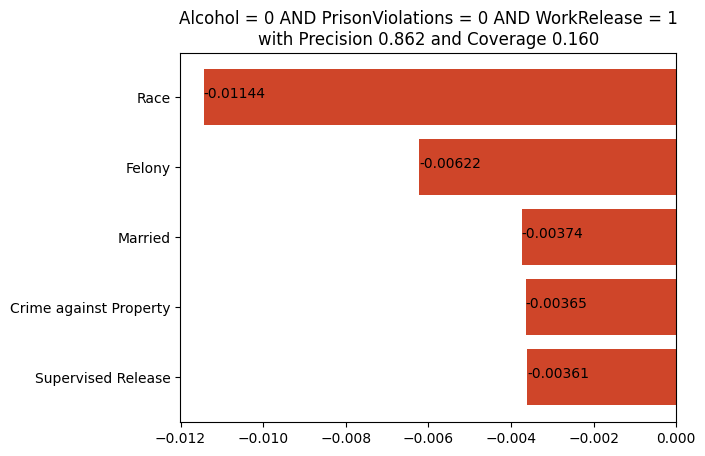 Alcohol = 0 AND PrisonViolations = 0 AND WorkRelease = 1
with Precision 0.862 and Coverage 0.160
Race
-0.01144
Felony
-0.00622
Married
-0.00374
Crime against Property
-0.00365
Supervised Release
-0.00361
−0.012 −0.010 −0.008 −0.006 −0.004 −0.002 0.000